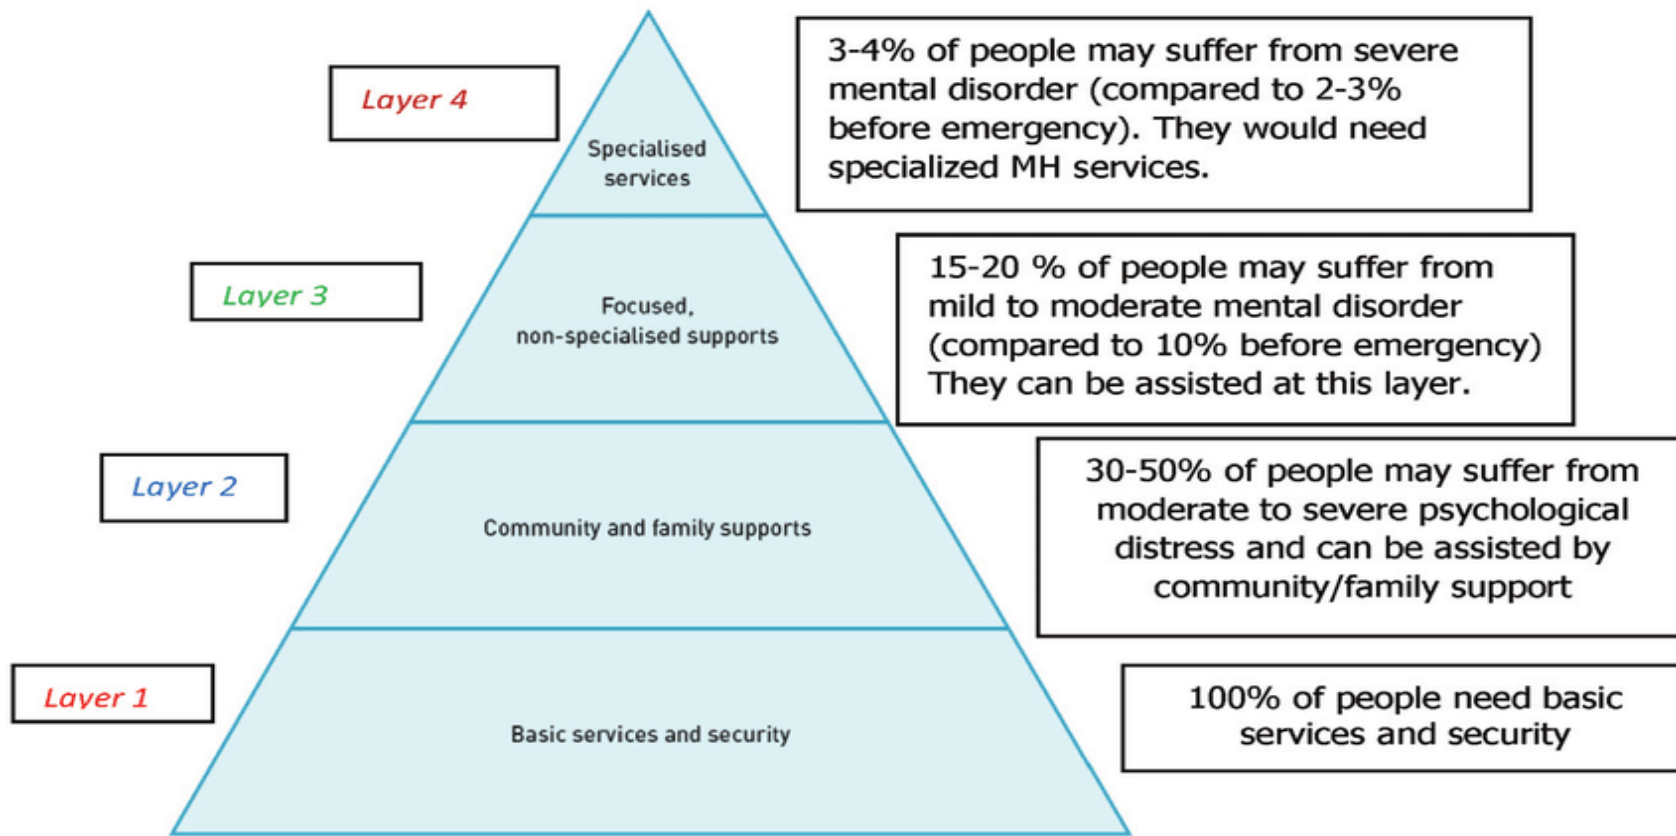 Layer 4
Specialised
services
3-4% of people may suffer from severe
mental disorder (compared to 2-3%
before emergency). They would need
specialized MH services.
Layer 3
Focused,
non-specialised supports
15-20 % of people may suffer from
mild to moderate mental disorder
(compared to 10% before emergency)
They can be assisted at this layer.
Layer 2
Community and family supports
30-50% of people may suffer from
moderate to severe psychological
distress and can be assisted by
community/family support
Layer 1
Basic services and security
100% of people need basic
services and security